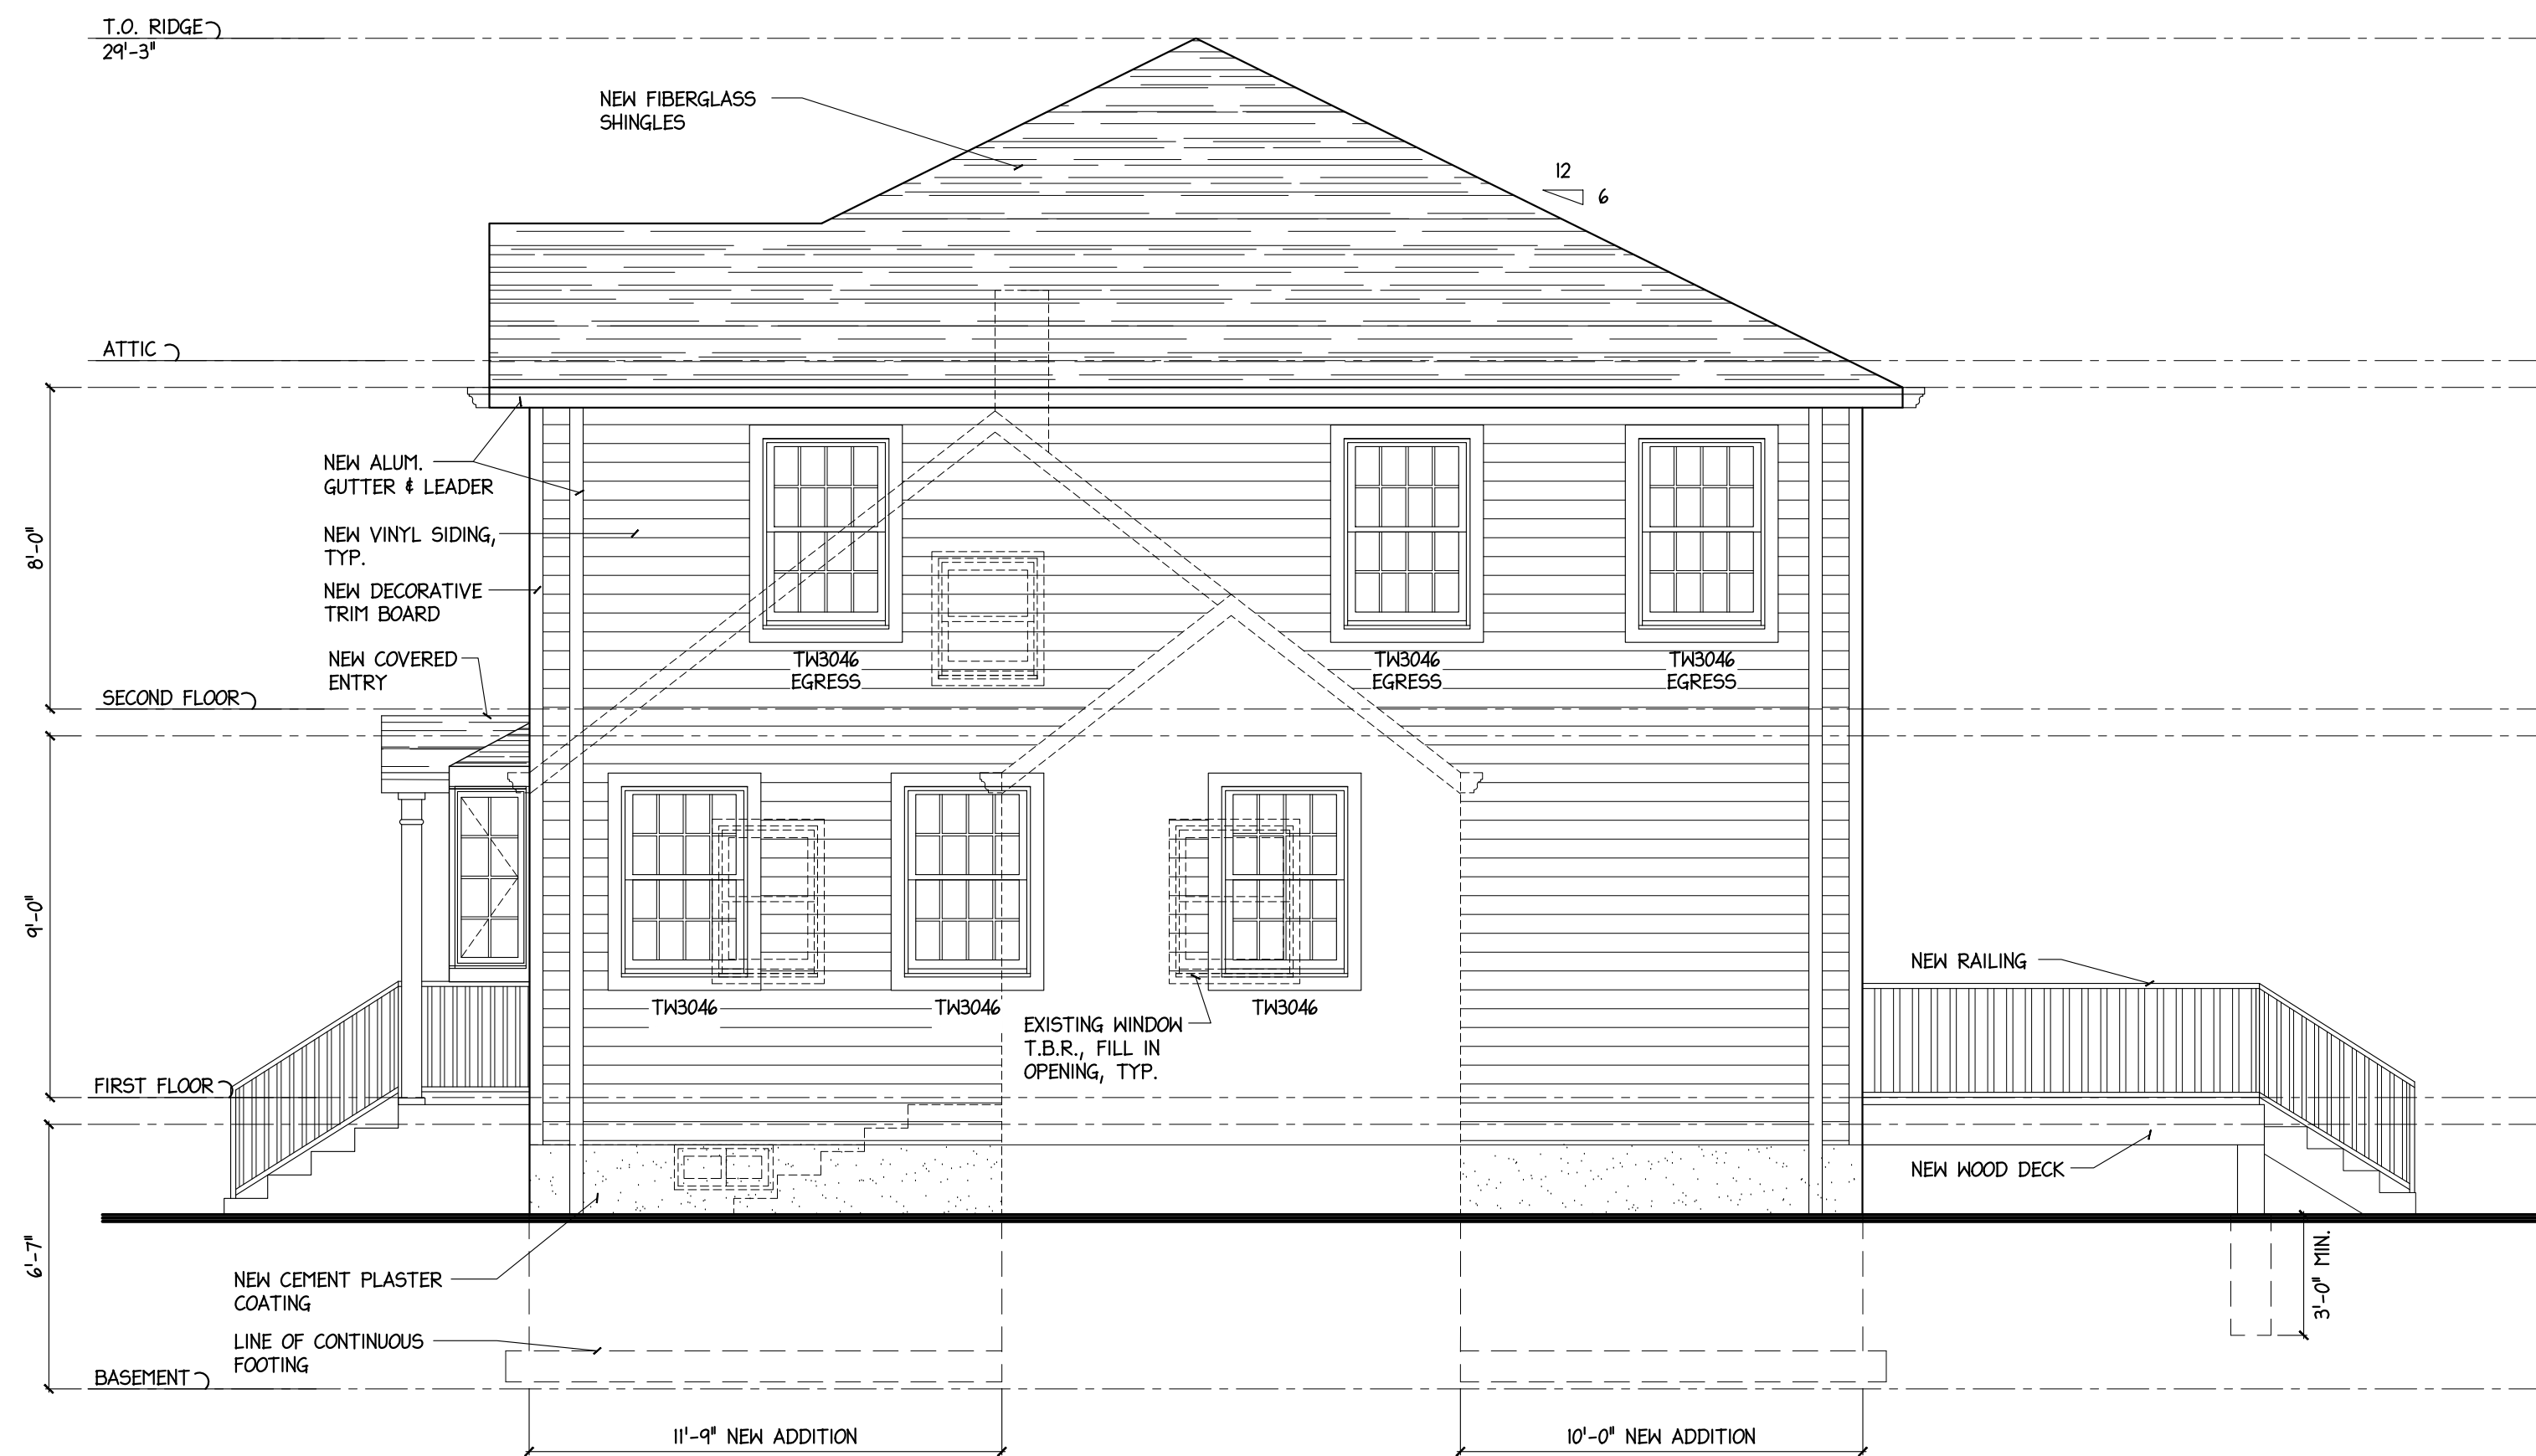 T.O. RIDGE
29'-3"
NEW FIBERGLASS
SHINGLES
12
6
ATTIC
NEW ALUM.
GUTTER & LEADER
8'-0"
NEW VINYL SIDING,
TYP.
NEW DECORATIVE
TRIM BOARD
NEW COVERED
ENTRY
TW3046
EGRESS
TW3046
EGRESS
TW3046
EGRESS
SECOND FLOOR
9'-0"
NEW RAILING
TW3046
TW3046
TW3046
EXISTING WINDOW
T.B.R., FILL IN
OPENING, TYP.
FIRST FLOOR
NEW WOOD DECK
6'-7"
3'-0" MIN.
NEW CEMENT PLASTER
COATING
LINE OF CONTINUOUS
FOOTING
BASEMENT
11'-9" NEW ADDITION
10'-0" NEW ADDITION